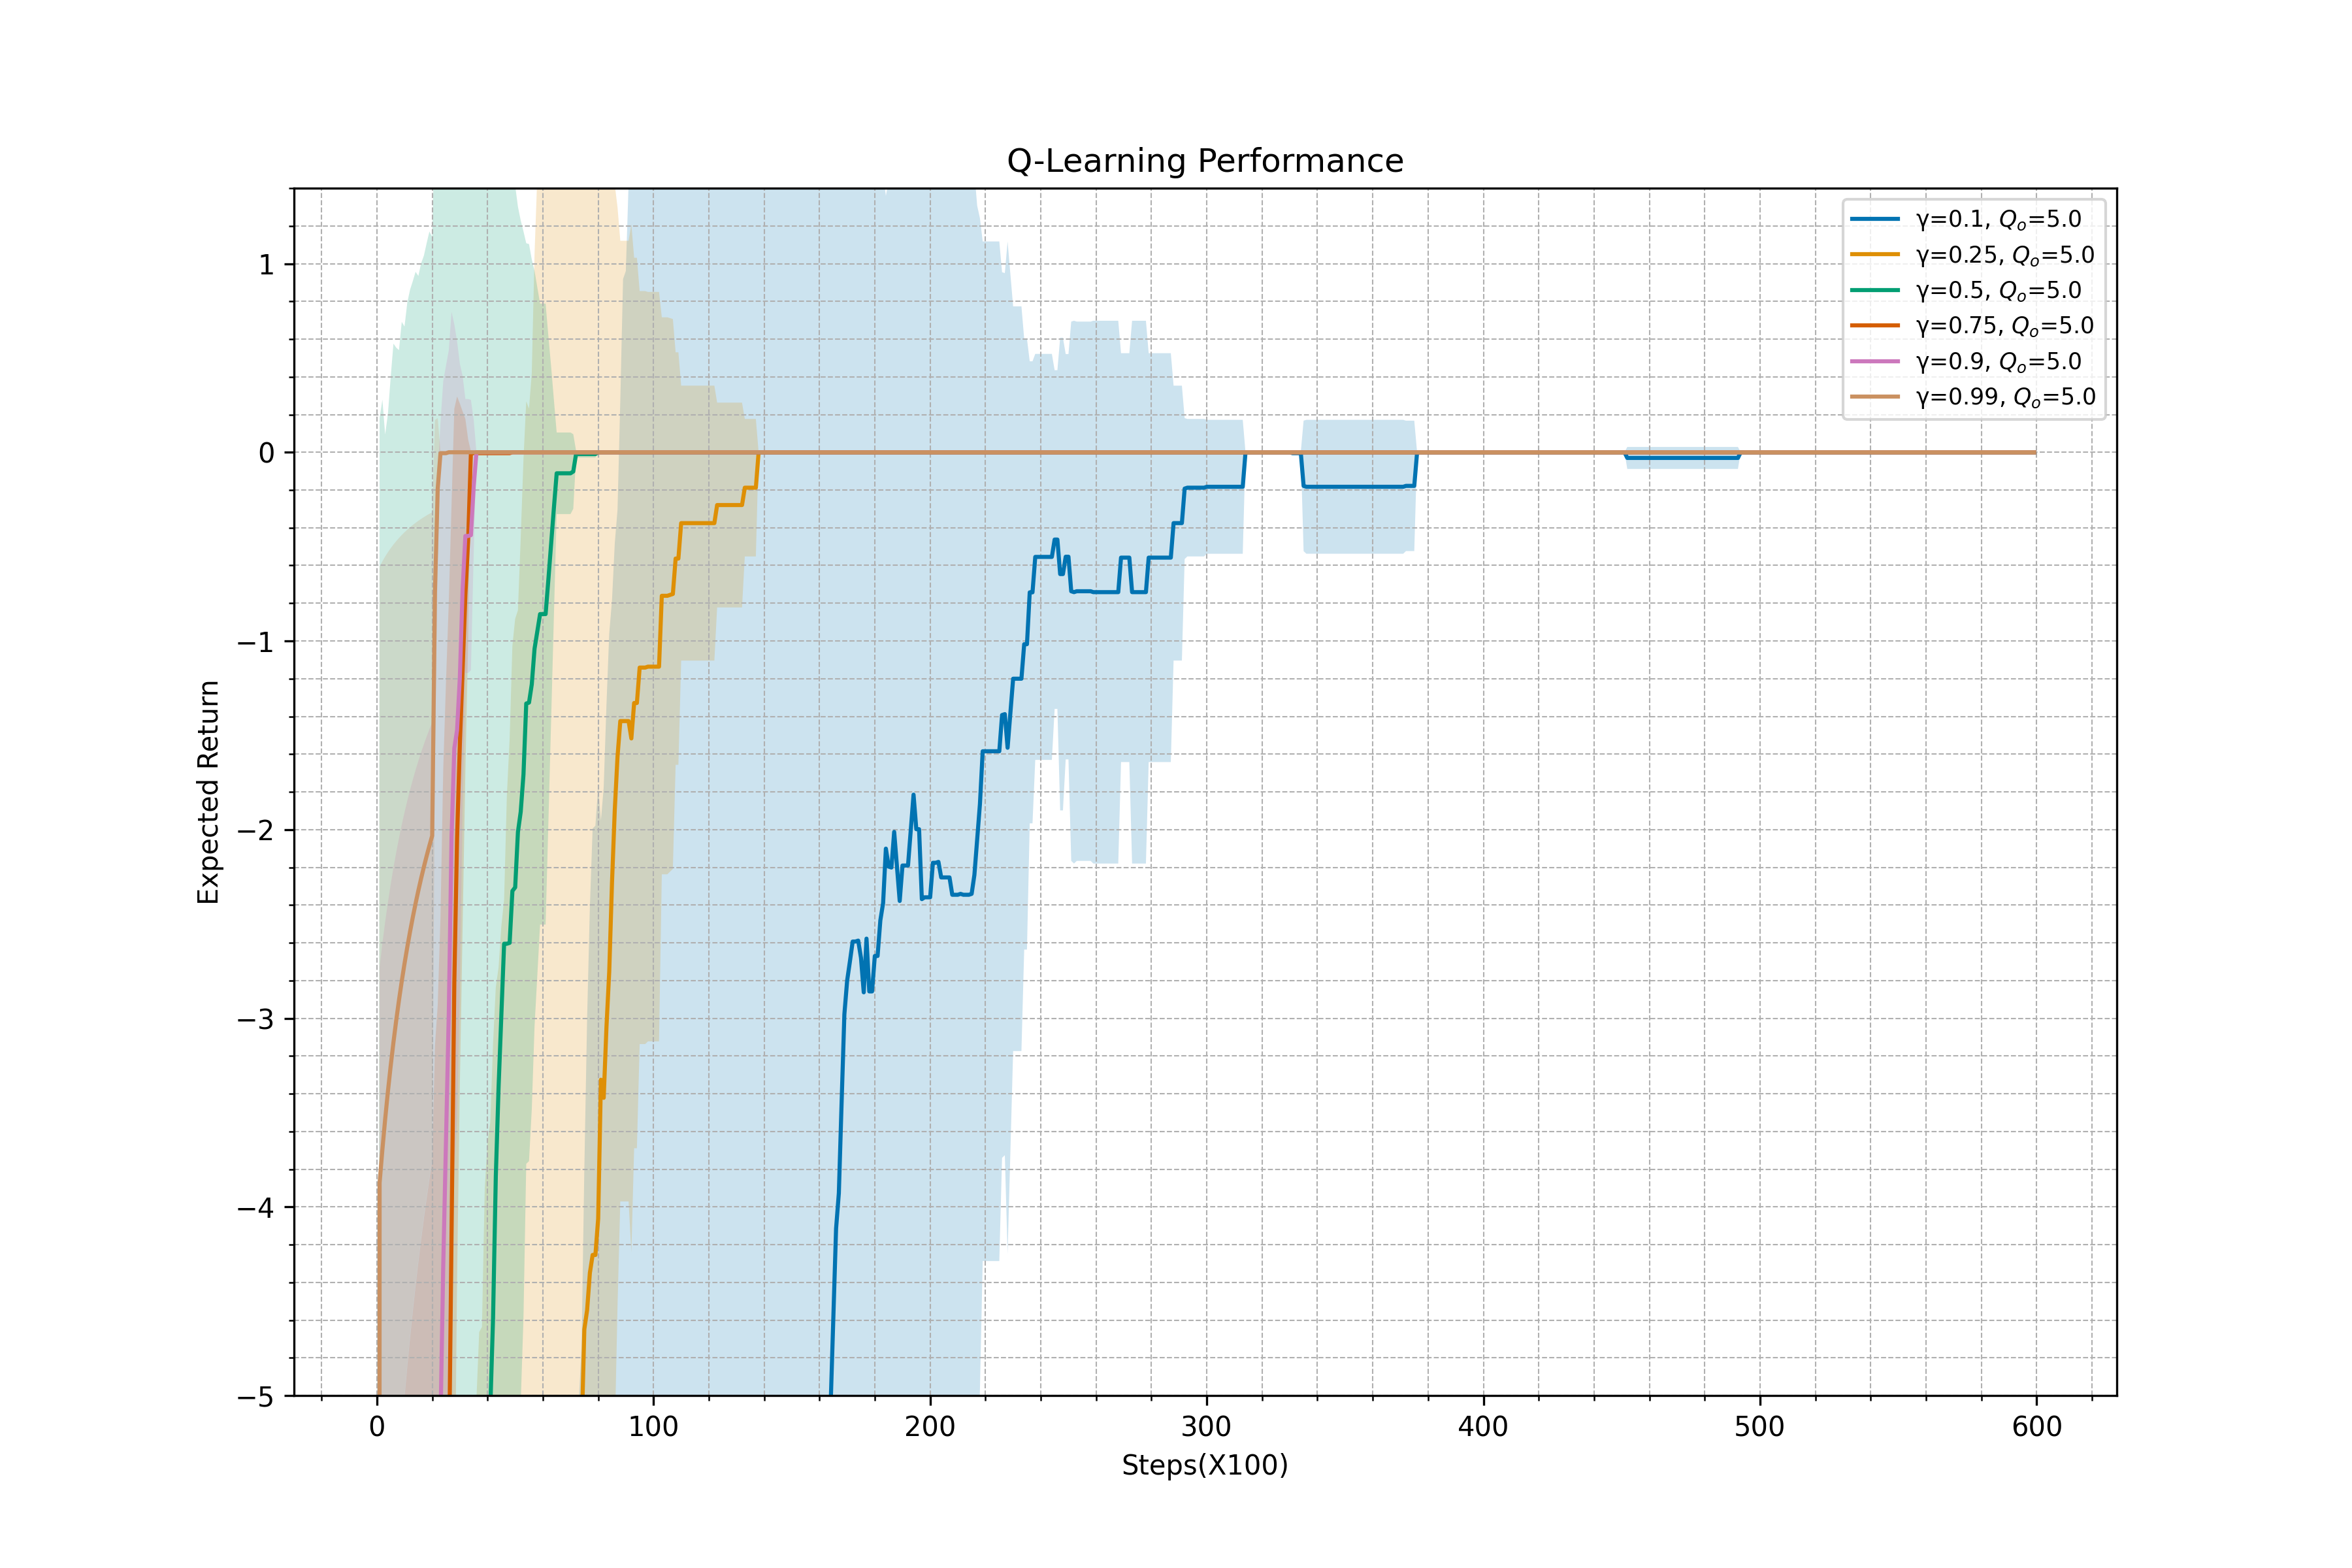 Q-Learning Performance
γ=0.1, Qₒ=5.0
γ=0.25, Qₒ=5.0
γ=0.5, Qₒ=5.0
γ=0.75, Qₒ=5.0
γ=0.9, Qₒ=5.0
γ=0.99, Qₒ=5.0
Expected Return
1
0
−1
−2
−3
−4
−5
0 100 200 300 400 500 600
Steps(X100)